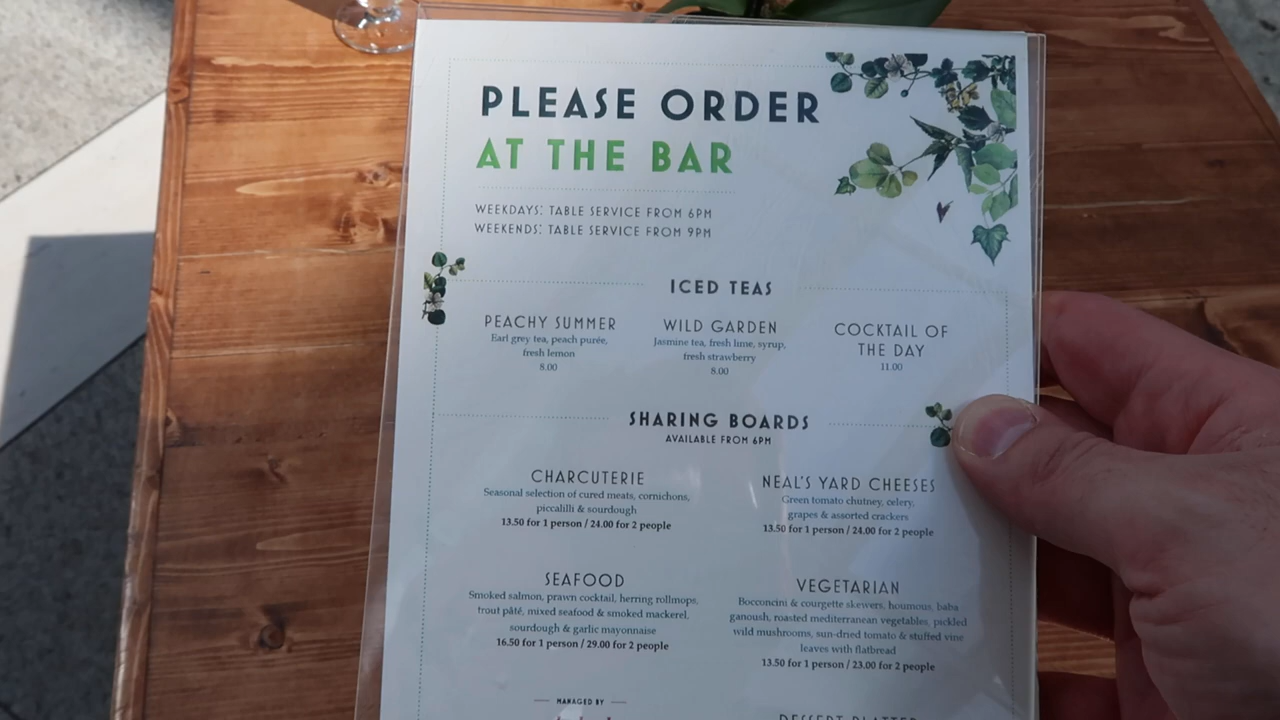 PLEASE ORDER
AT THE BAR
WEEKDAYS: TABLE SERVICE FROM 6PM
WEEKENDS: TABLE SERVICE FROM 9PM
ICED TEAS
PEACHY SUMMER
Earl grey tea, peach purée,
fresh lemon
8.00
WILD GARDEN
Jasmine tea, fresh lime, syrup,
fresh strawberry
8.00
COCKTAIL OF
THE DAY
11.00
SHARING BOARDS
AVAILABLE FROM 6PM
CHARCUTERIE
Seasonal selection of cured meats, cornichons,
piccalilli & sourdough
13.50 for 1 person / 24.00 for 2 people
NEAL'S YARD CHEESES
Green tomato chutney, celery,
grapes & assorted crackers
13.50 for 1 person / 24.00 for 2 people
SEAFOOD
Smoked salmon, prawn cocktail, herring rollmops,
trout pâté, mixed seafood & smoked mackerel,
sourdough & garlic mayonnaise
16.50 for 1 person / 29.00 for 2 people
VEGETARIAN
Bocconcini & courgette skewers, houmous, baba
ganoush, roasted mediterranean vegetables, pickled
wild mushrooms, sun-dried tomato & stuffed vine
leaves with flatbread
13.50 for 1 person / 23.00 for 2 people
MANAGED BY
DESSERT PLATTER